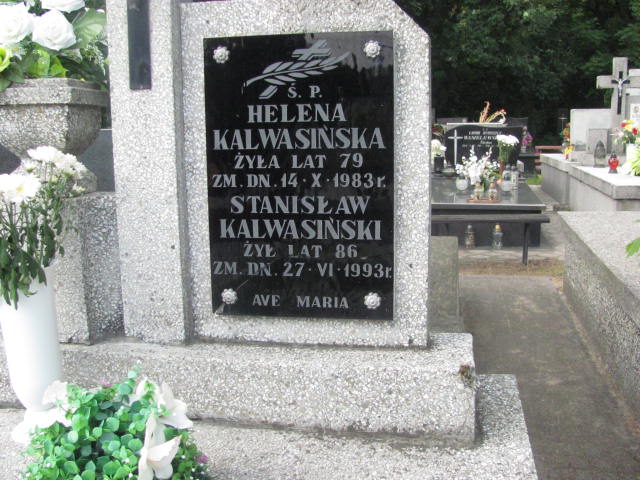 Ś. P.
HELENA
KALWASIŃSKA
ŻYŁA LAT 79
ZM. DN. 14 · X · 1983 r.
STANISŁAW
KALWASIŃSKI
ŻYŁ LAT 86
ZM. DN. 27 · VI · 1993 r.
AVE MARIA